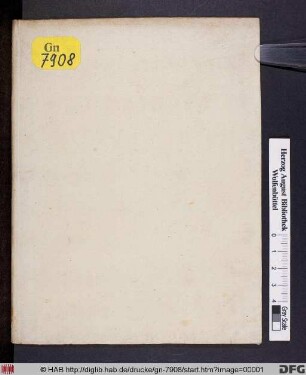 Gn
7908
Herzog August Bibliothek
Wolfenbüttel
0 1 2 3 4
Grey Scale
© HAB http://diglib.hab.de/drucke/gn-7908/start.htm?image=00001
DFG